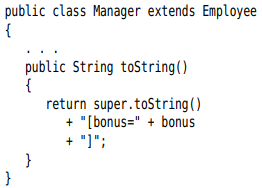 public class Manager extends Employee
{
   . . .
   public String toString()
   {
      return super.toString()
         + "[bonus=" + bonus
         + "]";
   }
}